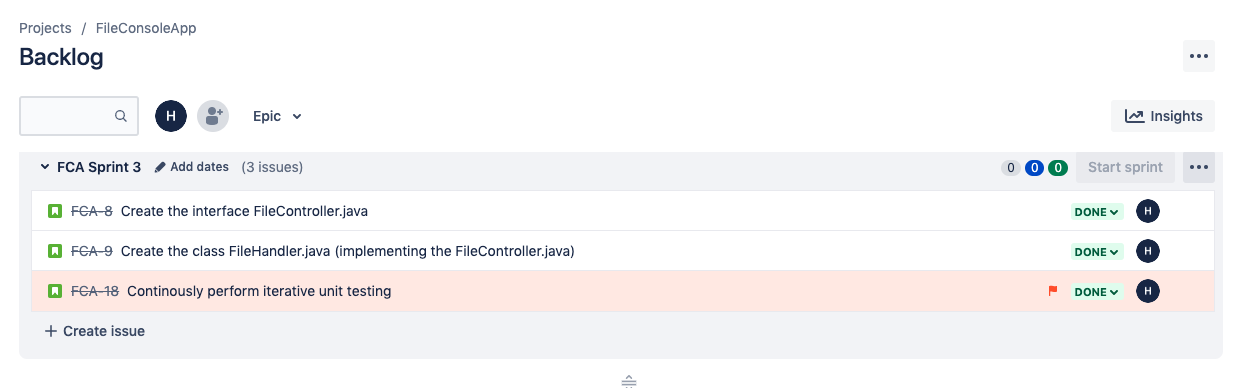 Projects / FileConsoleApp
Backlog
H Epic Insights
FCA Sprint 3 Add dates (3 issues) 0 0 0 Start sprint
FCA-8 Create the interface FileController.java DONE H
FCA-9 Create the class FileHandler.java (implementing the FileController.java) DONE H
FCA-18 Continously perform iterative unit testing DONE H
Create issue